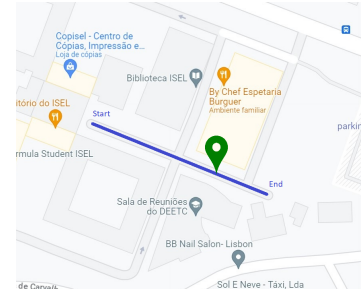 Copisel - Centro de
Cópias, Impressão e...
Loja de cópias
Biblioteca ISEL
By Chef Espetaria
Burguer
Ambiente familiar
itório do ISEL
Start
parkin
rmula Student ISEL
End
Sala de Reuniões
do DEETC
BB Nail Salon- Lisbon
Sol E Neve - Táxi, Lda
de Carvalh